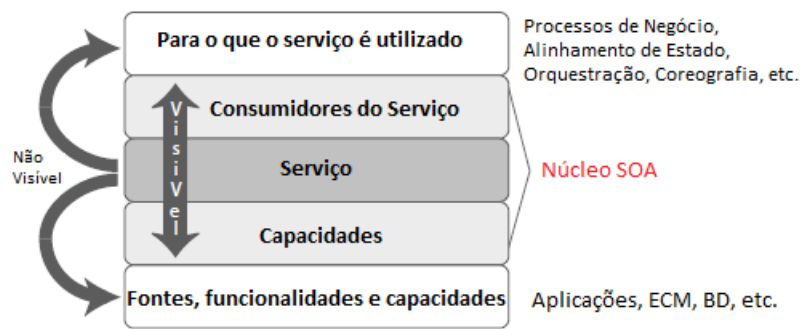 Para o que o serviço é utilizado
Processos de Negócio,
Alinhamento de Estado,
Orquestração, Coreografia, etc.
Consumidores do Serviço
VisiVel
Não
Visível
Serviço
Núcleo SOA
Capacidades
Fontes, funcionalidades e capacidades
Aplicações, ECM, BD, etc.